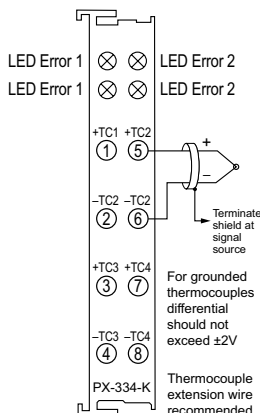 LED Error 1 LED Error 2
LED Error 1 LED Error 2
+TC1 +TC2
1 5
+
–
–TC2 –TC2
2 6
Terminate
shield at
signal
source
+TC3 +TC4
3 7
For grounded
thermocouples
differential
should not
exceed ±2V
–TC3 –TC4
4 8
PX-334-K
Thermocouple
extension wire
recommended